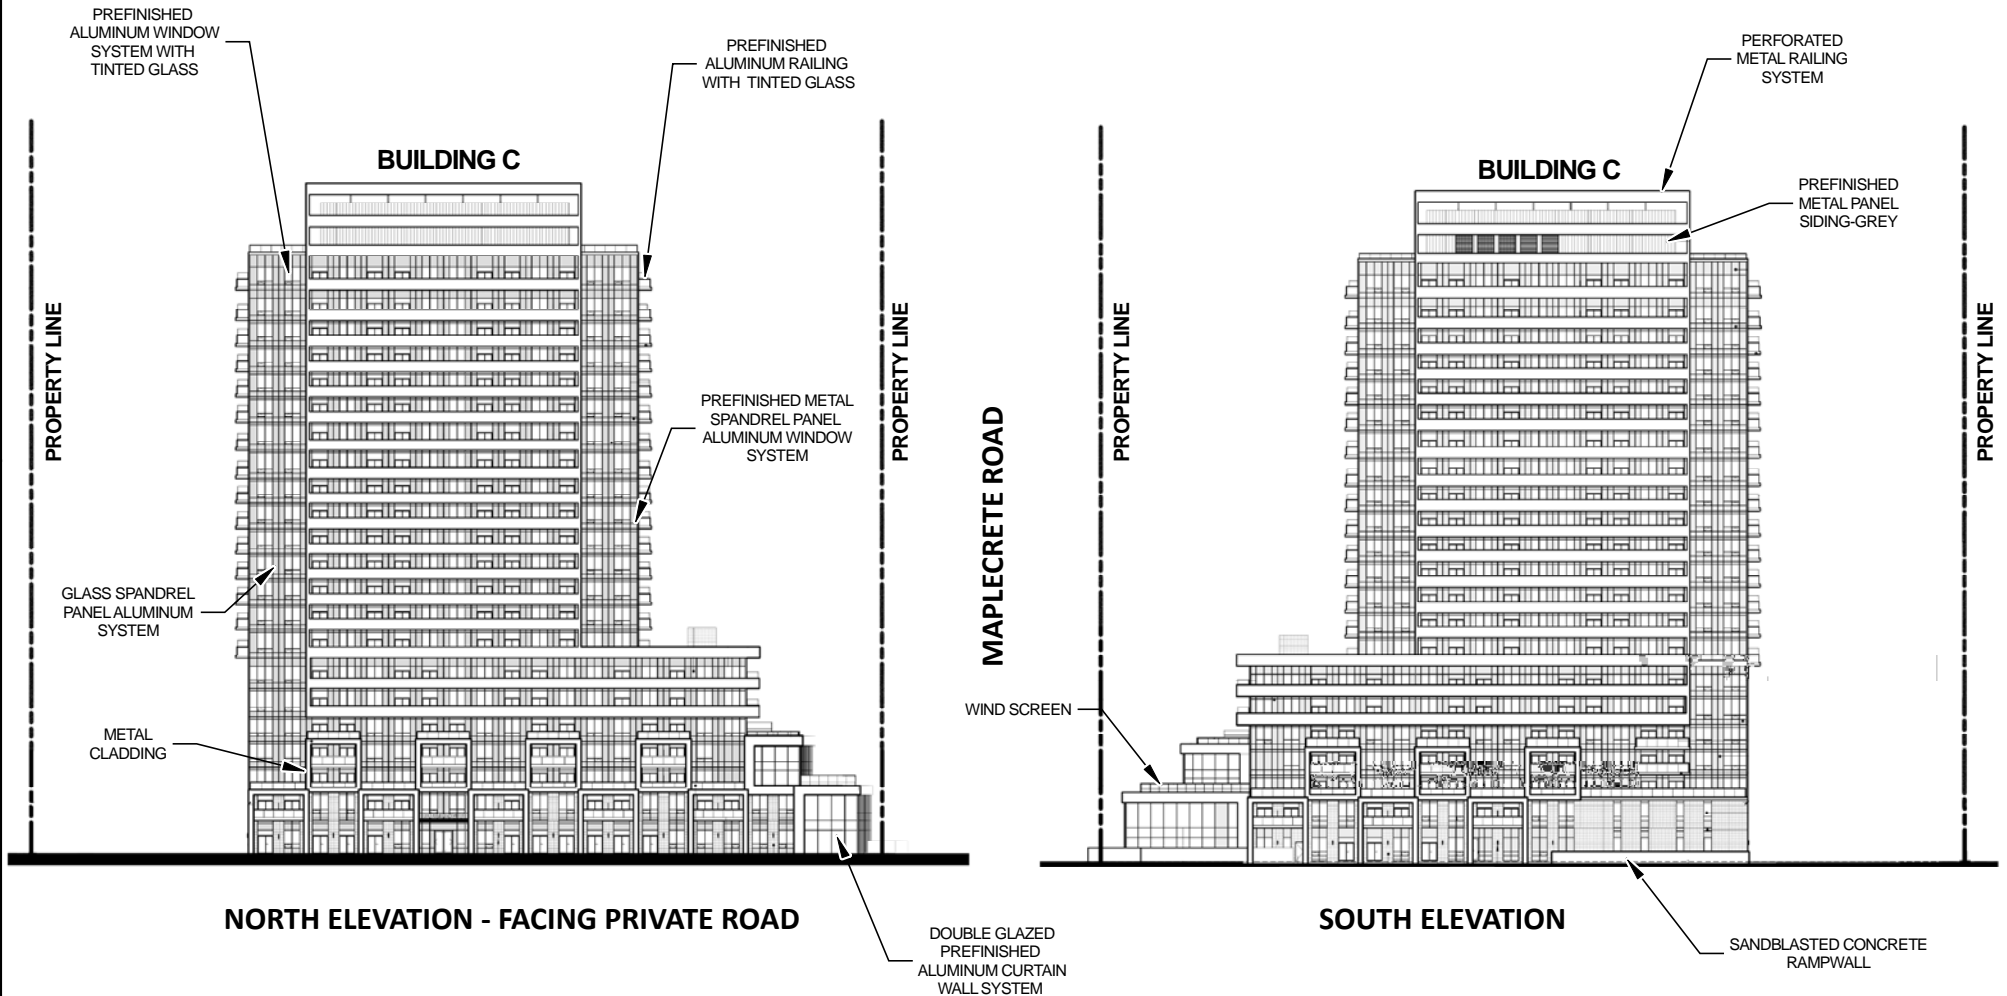 PREFINISHED
ALUMINUM WINDOW
SYSTEM WITH
TINTED GLASS
PREFINISHED
ALUMINUM RAILING
WITH TINTED GLASS
BUILDING C
PROPERTY LINE
PROPERTY LINE
PREFINISHED METAL
SPANDREL PANEL
ALUMINUM WINDOW
SYSTEM
GLASS SPANDREL
PANEL ALUMINUM
SYSTEM
METAL
CLADDING
NORTH ELEVATION - FACING PRIVATE ROAD
DOUBLE GLAZED
PREFINISHED
ALUMINUM CURTAIN
WALL SYSTEM
MAPLECRETE ROAD
PERFORATED
METAL RAILING
SYSTEM
BUILDING C
PREFINISHED
METAL PANEL
SIDING-GREY
PROPERTY LINE
PROPERTY LINE
WIND SCREEN
SOUTH ELEVATION
SANDBLASTED CONCRETE
RAMPWALL